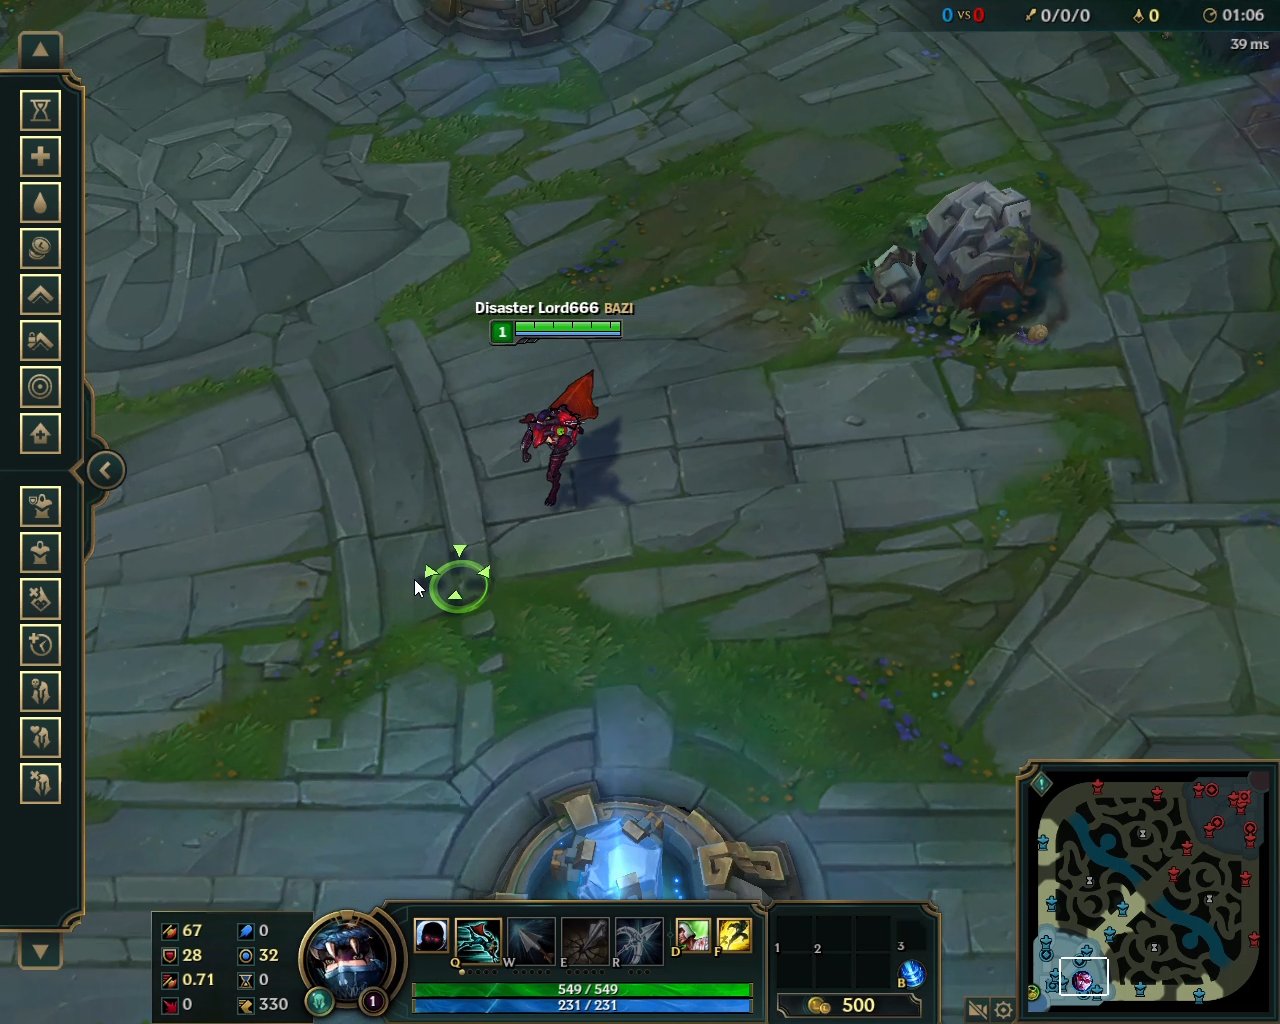 0 vs 0 0/0/0 0 01:06
39 ms
Disaster Lord666 BAZI
1
67 0
28 32
0.71 0
0 330
1
Q W E R D F
549 / 549
231 / 231
1 2 3
B
500